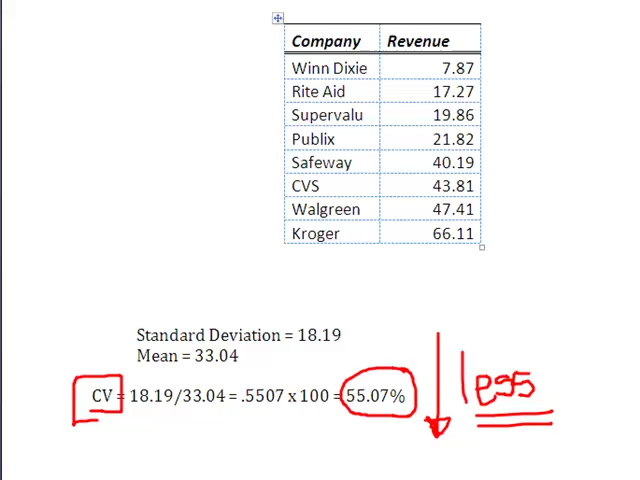 Company Revenue
Winn Dixie 7.87
Rite Aid 17.27
Supervalu 19.86
Publix 21.82
Safeway 40.19
CVS 43.81
Walgreen 47.41
Kroger 66.11
Standard Deviation = 18.19
Mean = 33.04
CV = 18.19/33.04 = .5507 x 100 = 55.07%
less